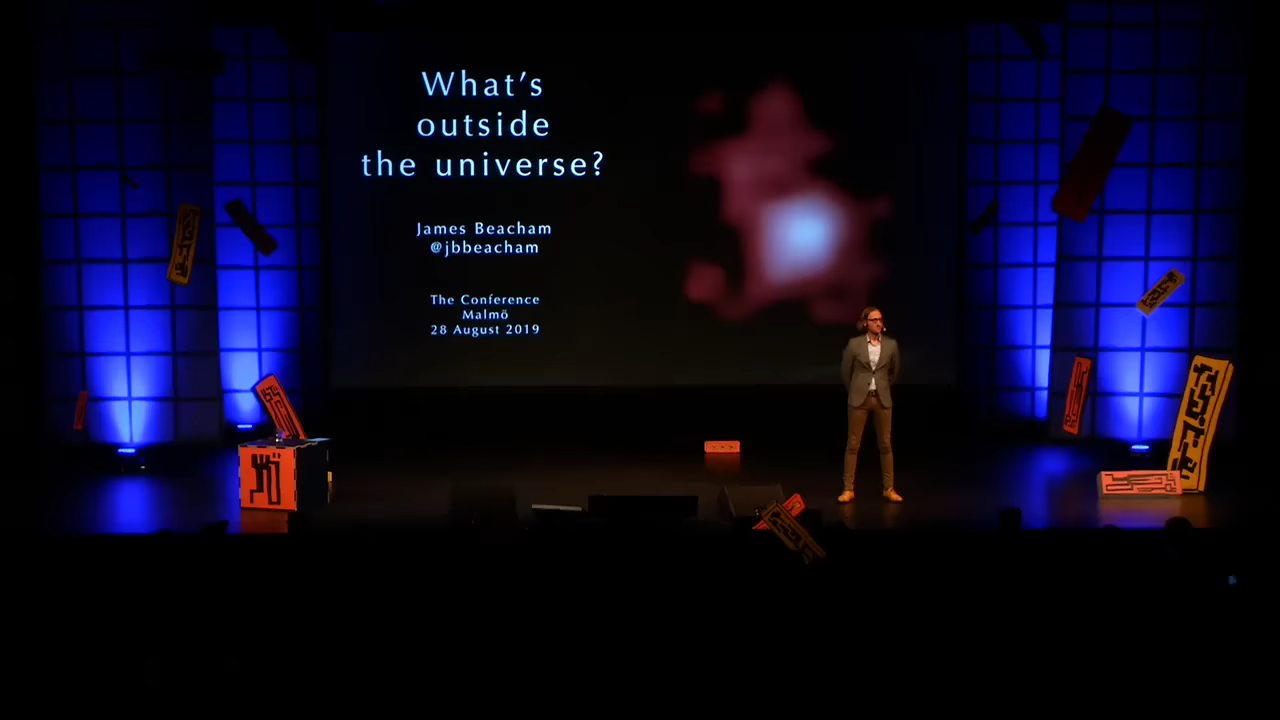 What's
outside
the universe?
James Beacham
@jbbeacham
The Conference
Malmö
28 August 2019